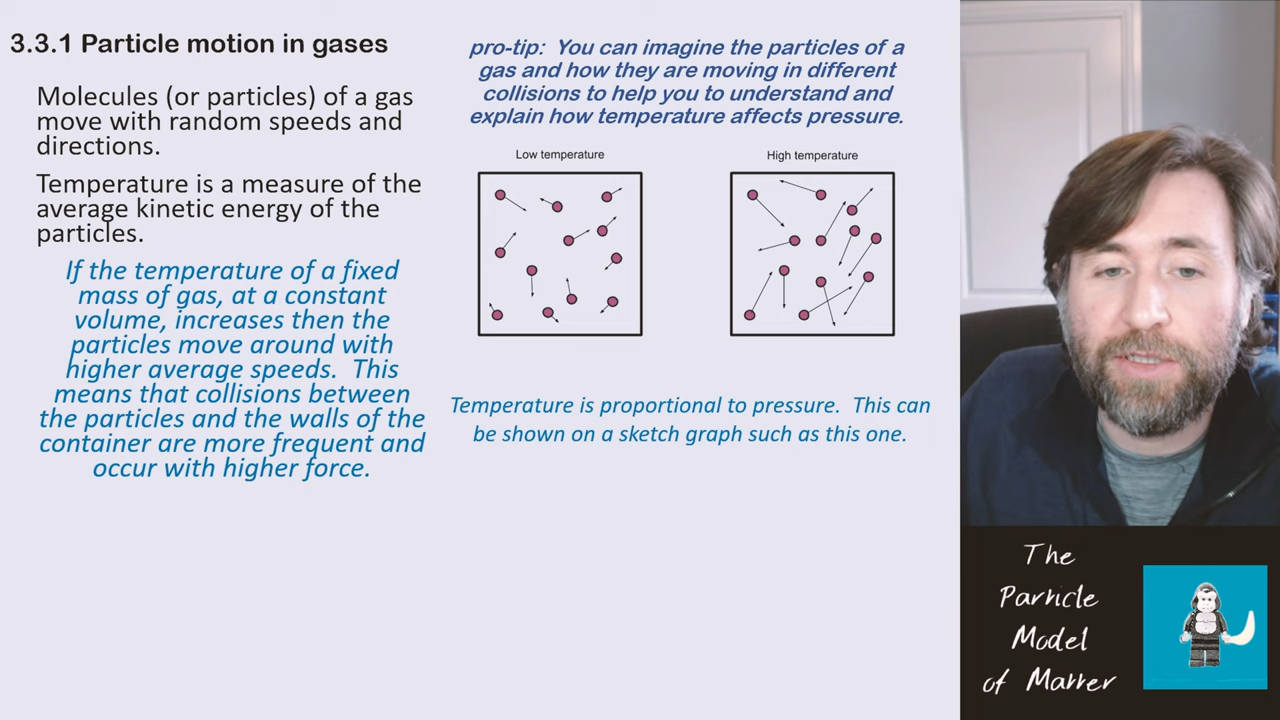 3.3.1 Particle motion in gases
Molecules (or particles) of a gas
move with random speeds and
directions.
Temperature is a measure of the
average kinetic energy of the
particles.
If the temperature of a fixed
mass of gas, at a constant
volume, increases then the
particles move around with
higher average speeds. This
means that collisions between
the particles and the walls of the
container are more frequent and
occur with higher force.
pro-tip: You can imagine the particles of a
gas and how they are moving in different
collisions to help you to understand and
explain how temperature affects pressure.
Low temperature
High temperature
Temperature is proportional to pressure. This can
be shown on a sketch graph such as this one.
The
Particle
Model
of Matter